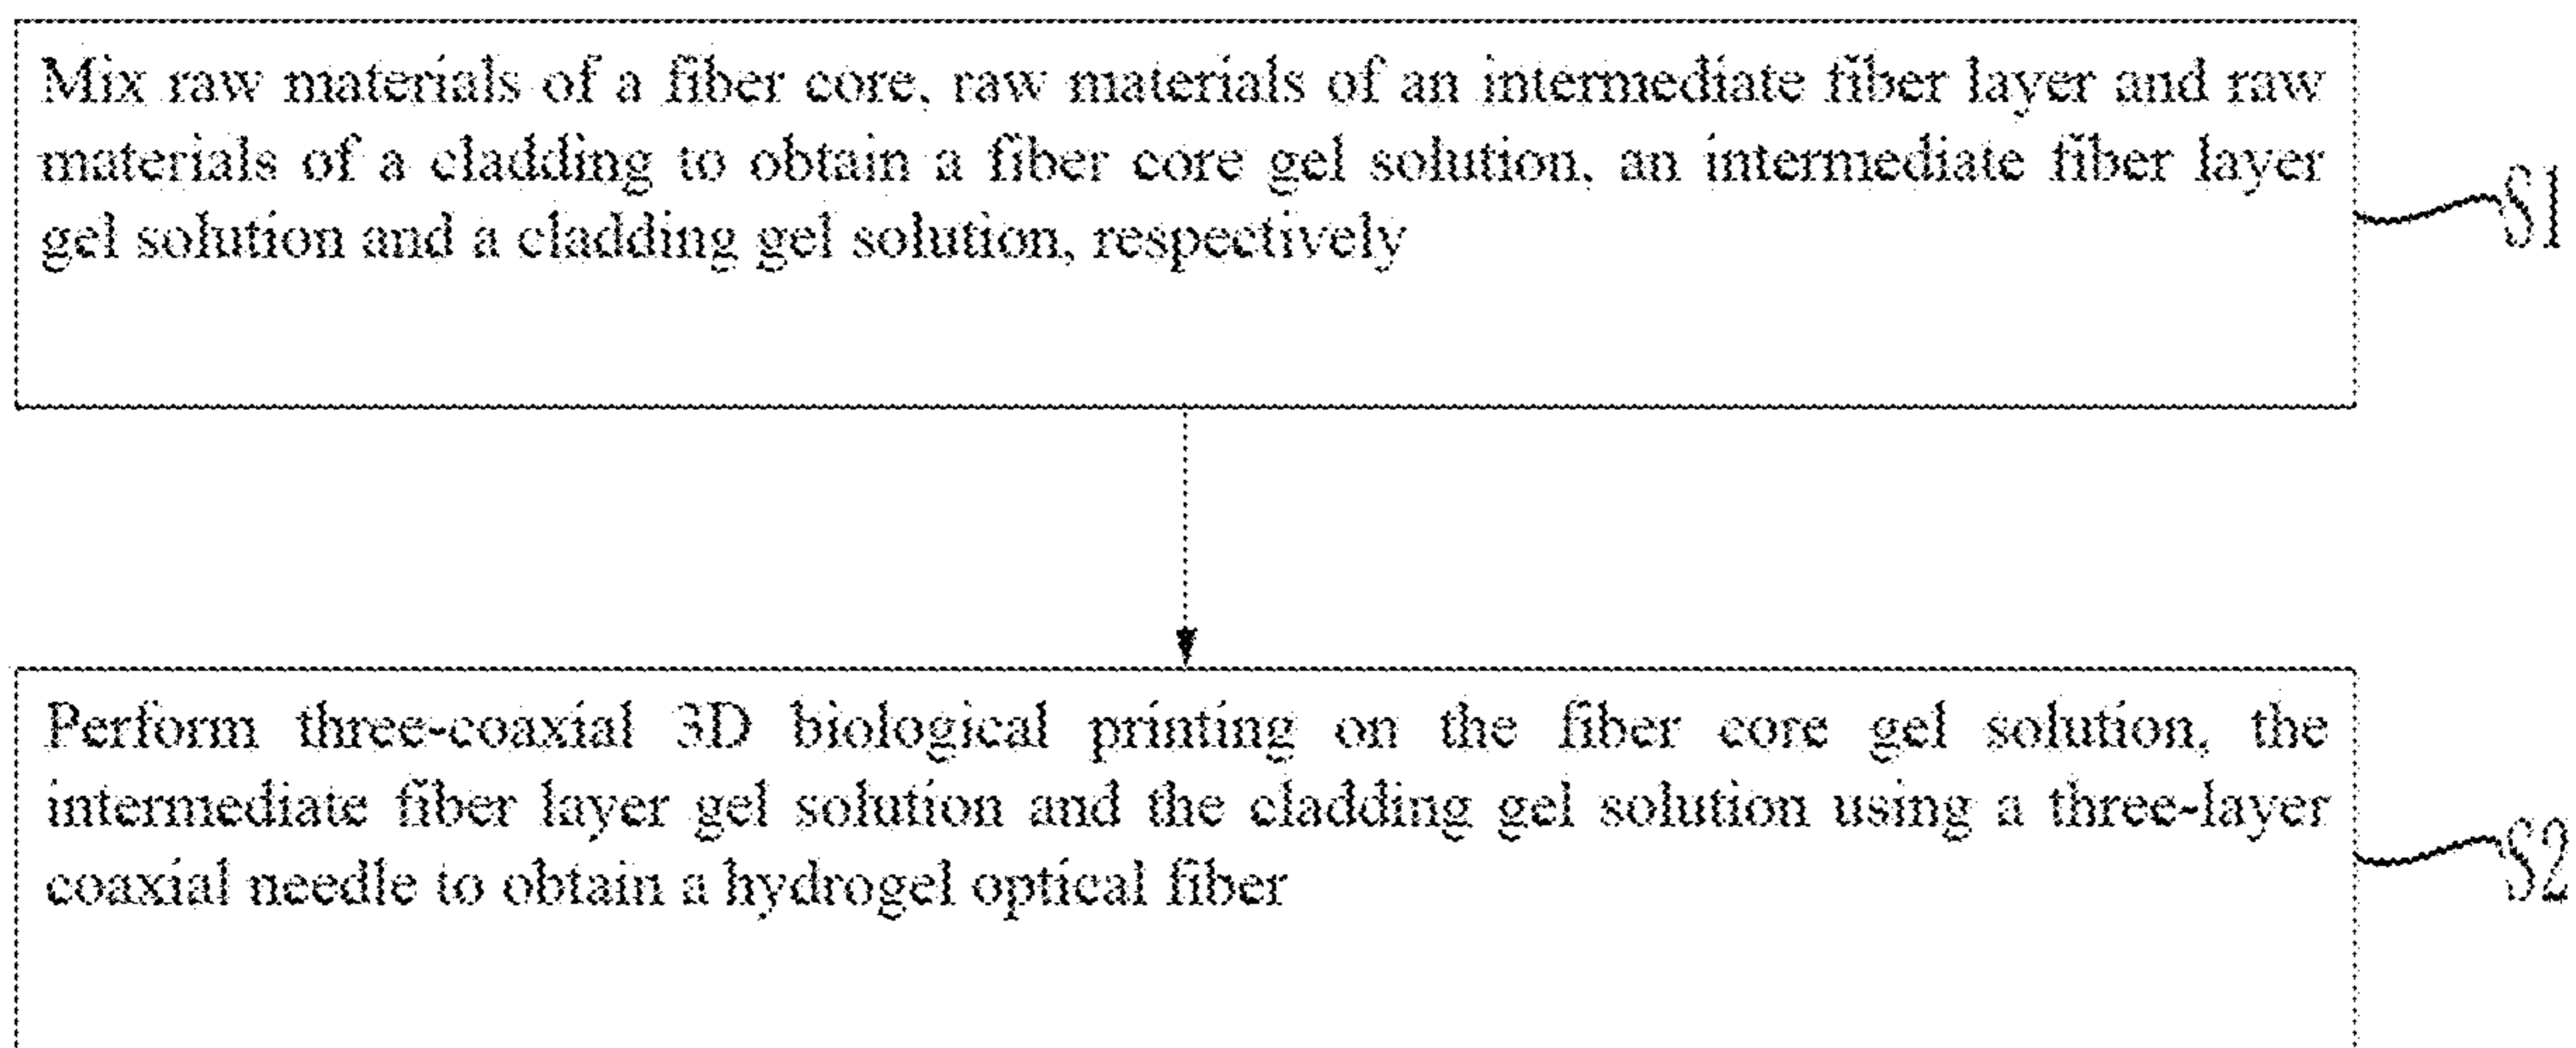 Mix raw materials of a fiber core, raw materials of an intermediate fiber layer and raw
materials of a cladding to obtain a fiber core gel solution, an intermediate fiber layer
gel solution and a cladding gel solution, respectively
S1
Perform three-coaxial 3D biological printing on the fiber core gel solution, the
intermediate fiber layer gel solution and the cladding gel solution using a three-layer
coaxial needle to obtain a hydrogel optical fiber
S2